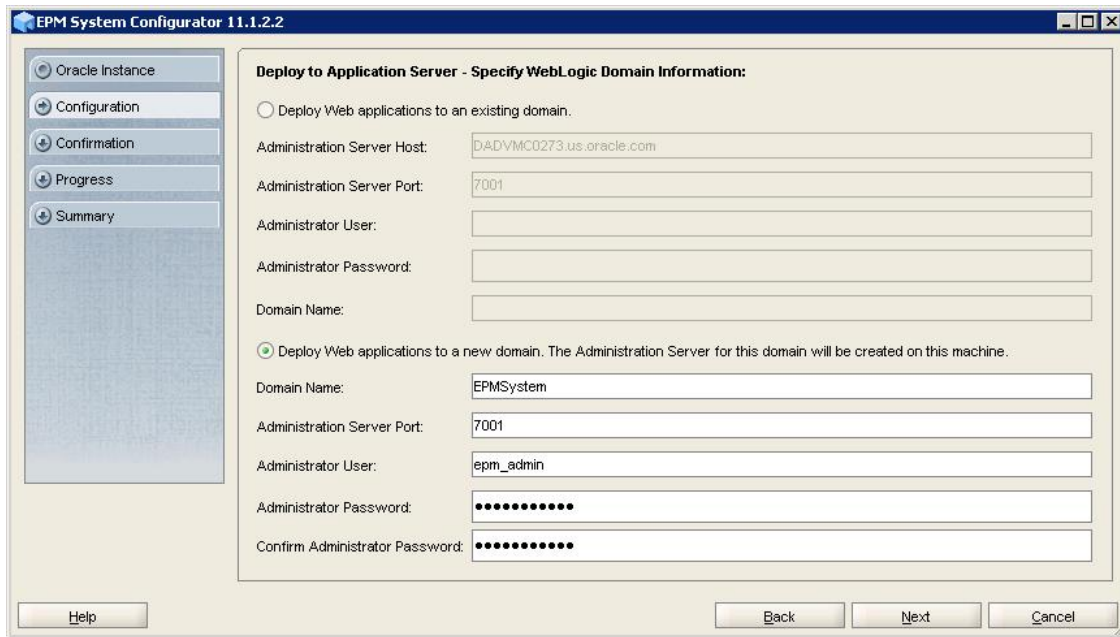 EPM System Configurator 11.1.2.2
Oracle Instance
Configuration
Confirmation
Progress
Summary
Deploy to Application Server - Specify WebLogic Domain Information:
Deploy Web applications to an existing domain.
Administration Server Host: DADVMC0273.us.oracle.com
Administration Server Port: 7001
Administrator User:
Administrator Password:
Domain Name:
Deploy Web applications to a new domain. The Administration Server for this domain will be created on this machine.
Domain Name: EPMSystem
Administration Server Port: 7001
Administrator User: epm_admin
Administrator Password: ●●●●●●●●●●●
Confirm Administrator Password: ●●●●●●●●●●●
Help Back Next Cancel